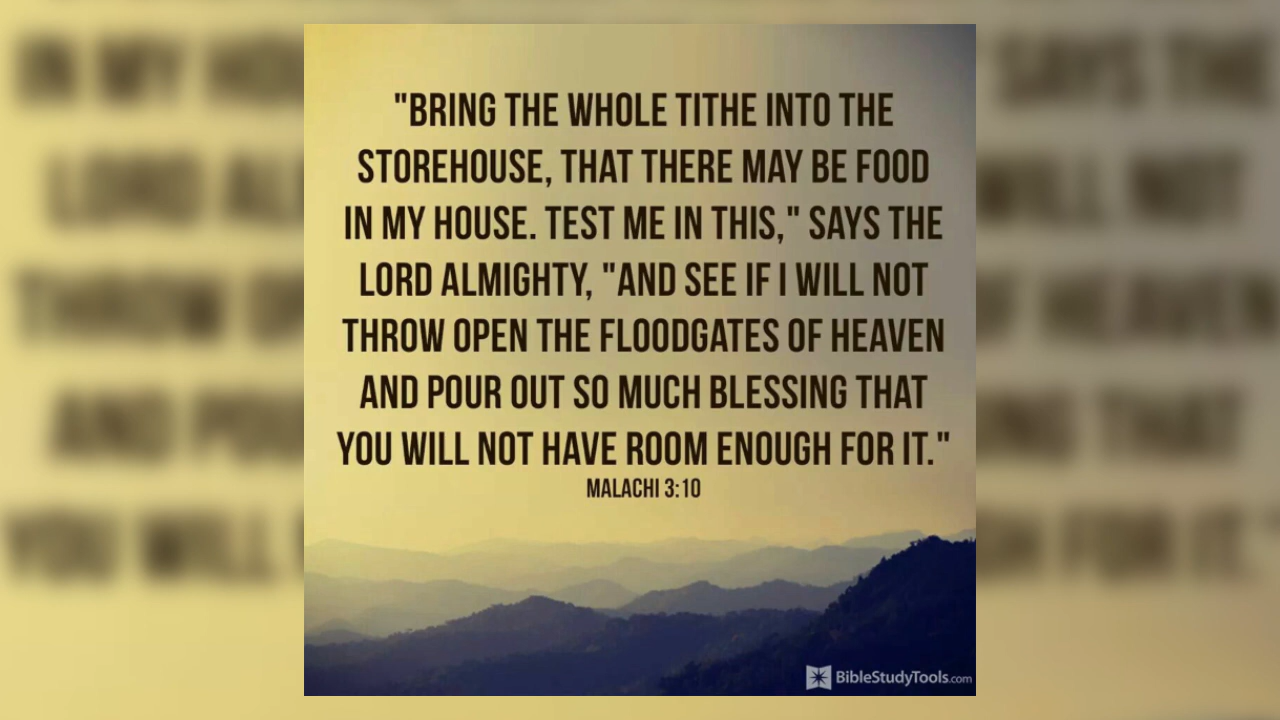 "BRING THE WHOLE TITHE INTO THE
STOREHOUSE, THAT THERE MAY BE FOOD
IN MY HOUSE. TEST ME IN THIS," SAYS THE
LORD ALMIGHTY, "AND SEE IF I WILL NOT
THROW OPEN THE FLOODGATES OF HEAVEN
AND POUR OUT SO MUCH BLESSING THAT
YOU WILL NOT HAVE ROOM ENOUGH FOR IT."
MALACHI 3:10
BIBLESTUDYTOOLS.com